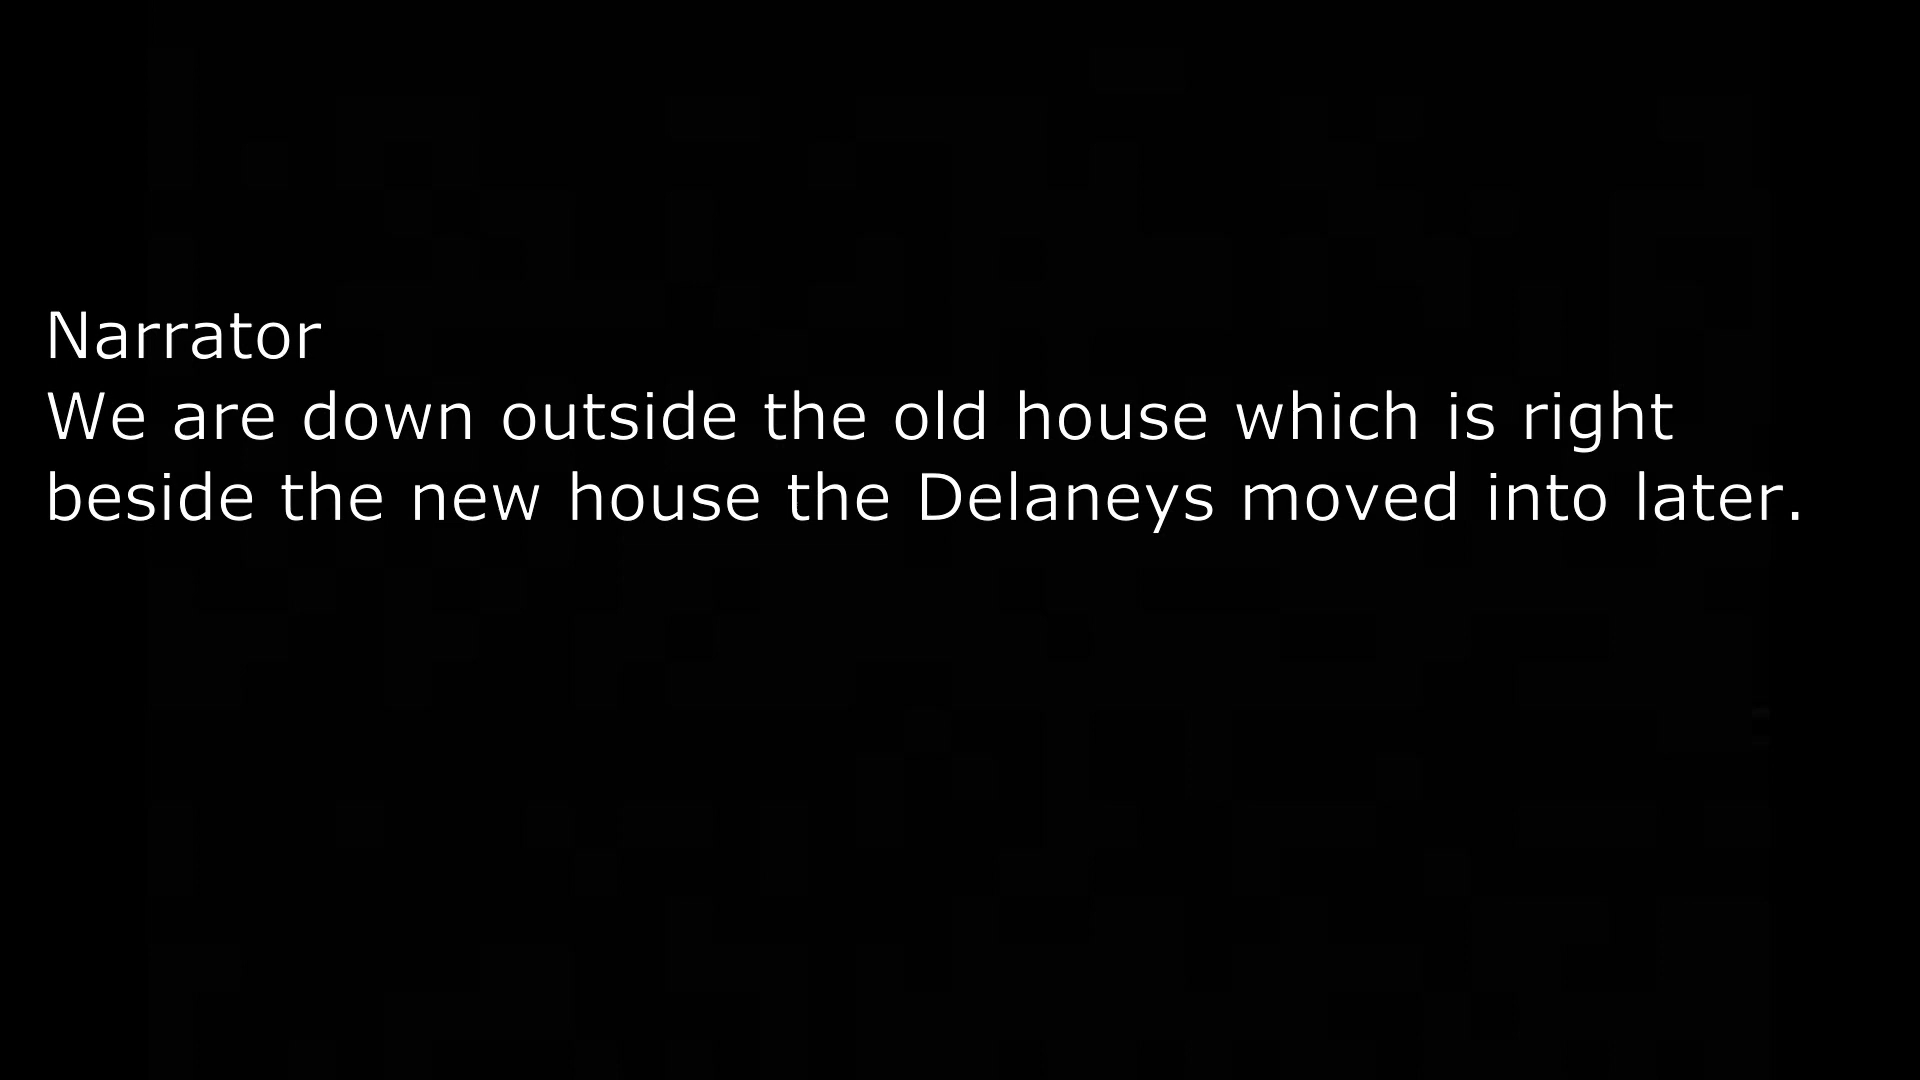 Narrator
We are down outside the old house which is right
beside the new house the Delaneys moved into later.